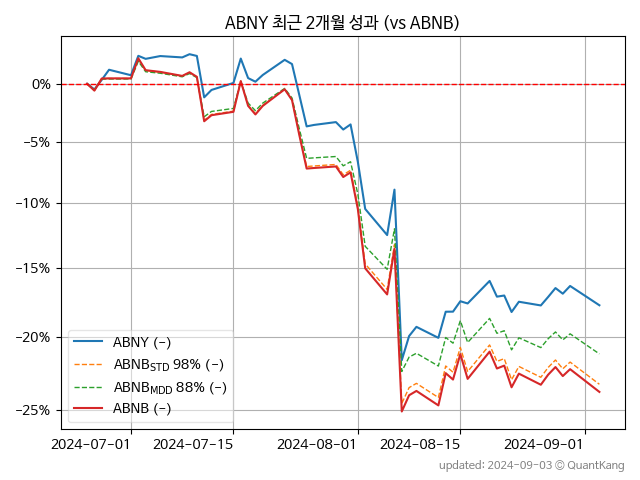 ABNY 최근 2개월 성과 (vs ABNB)
0%
−5%
−10%
−15%
−20%
−25%
ABNY (−)
ABNB_STD 98% (−)
ABNB_MDD 88% (−)
ABNB (−)
2024-07-01 2024-07-15 2024-08-01 2024-08-15 2024-09-01
updated: 2024-09-03 © QuantKang